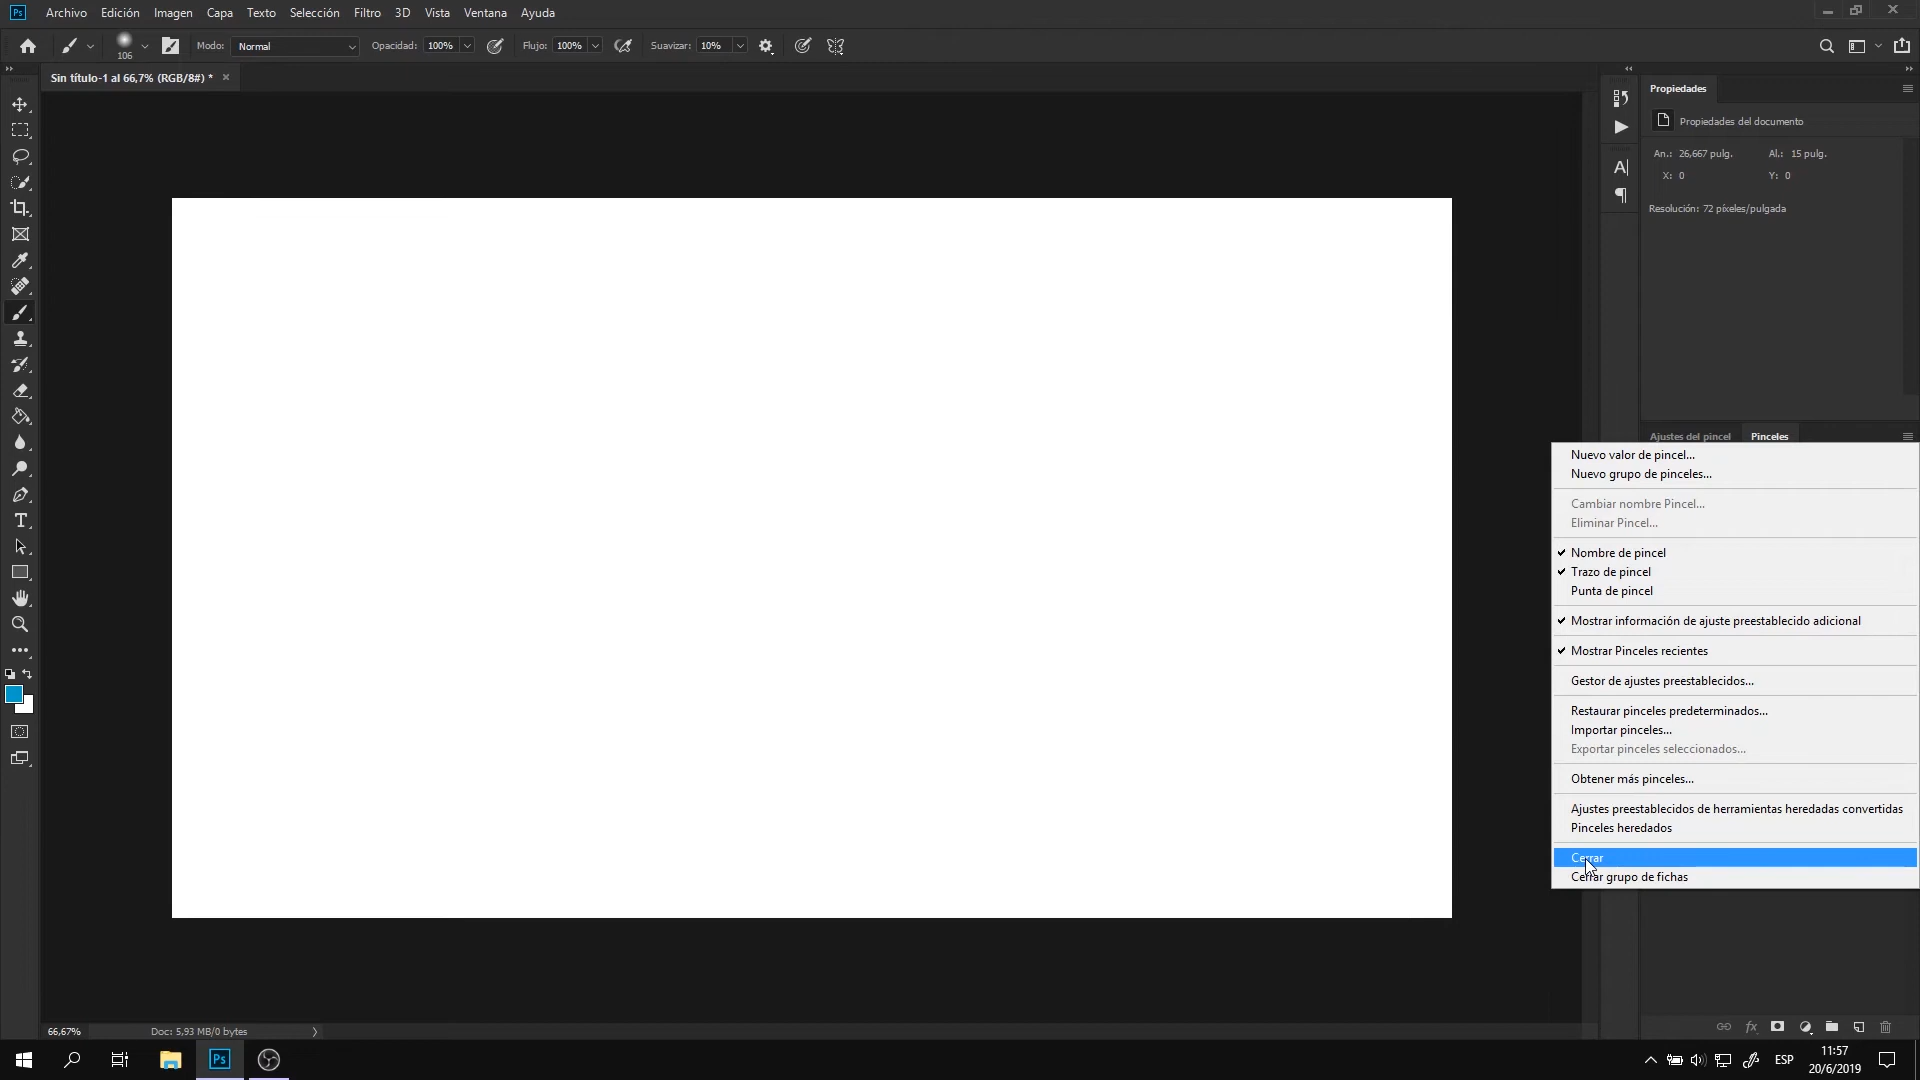 Ps Archivo Edición Imagen Capa Texto Selección Filtro 3D Vista Ventana Ayuda
106 Modo: Normal Opacidad: 100% Flujo: 100% Suavizar: 10%
Sin título-1 al 66,7% (RGB/8#) *
Propiedades
Propiedades del documento
An.: 26,667 pulg. Al.: 15 pulg.
X: 0 Y: 0
Resolución: 72 píxeles/pulgada
Ajustes del pincel Pinceles
Nuevo valor de pincel...
Nuevo grupo de pinceles...
Cambiar nombre Pincel...
Eliminar Pincel...
Nombre de pincel
Trazo de pincel
Punta de pincel
Mostrar información de ajuste preestablecido adicional
Mostrar Pinceles recientes
Gestor de ajustes preestablecidos...
Restaurar pinceles predeterminados...
Importar pinceles...
Exportar pinceles seleccionados...
Obtener más pinceles...
Ajustes preestablecidos de herramientas heredadas convertidas
Pinceles heredados
Cerrar
Cerrar grupo de fichas
66,67% Doc: 5,93 MB/0 bytes
fx
Ps
ESP
11:57
20/6/2019